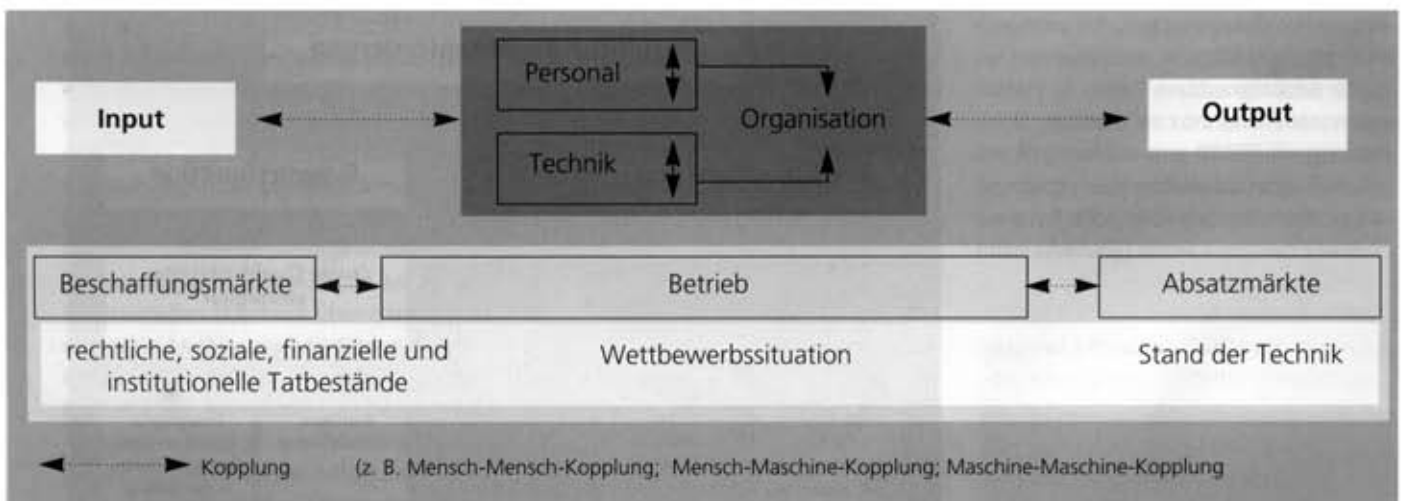 Personal
Input
Organisation
Output
Technik
Beschaffungsmärkte
Betrieb
Absatzmärkte
rechtliche, soziale, finanzielle und
institutionelle Tatbestände
Wettbewerbssituation
Stand der Technik
Kopplung (z. B. Mensch-Mensch-Kopplung; Mensch-Maschine-Kopplung; Maschine-Maschine-Kopplung